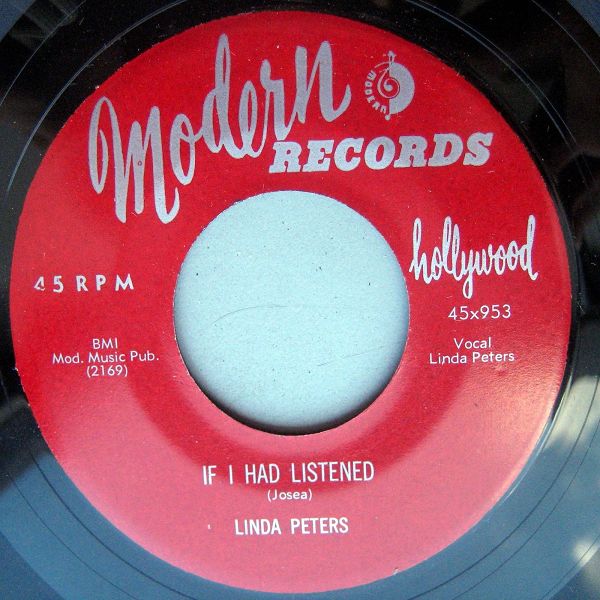 Modern
MODERN
RECORDS
hollywood
45 RPM
45x953
BMI
Mod. Music Pub.
(2169)
Vocal
Linda Peters
IF I HAD LISTENED
(Josea)
LINDA PETERS